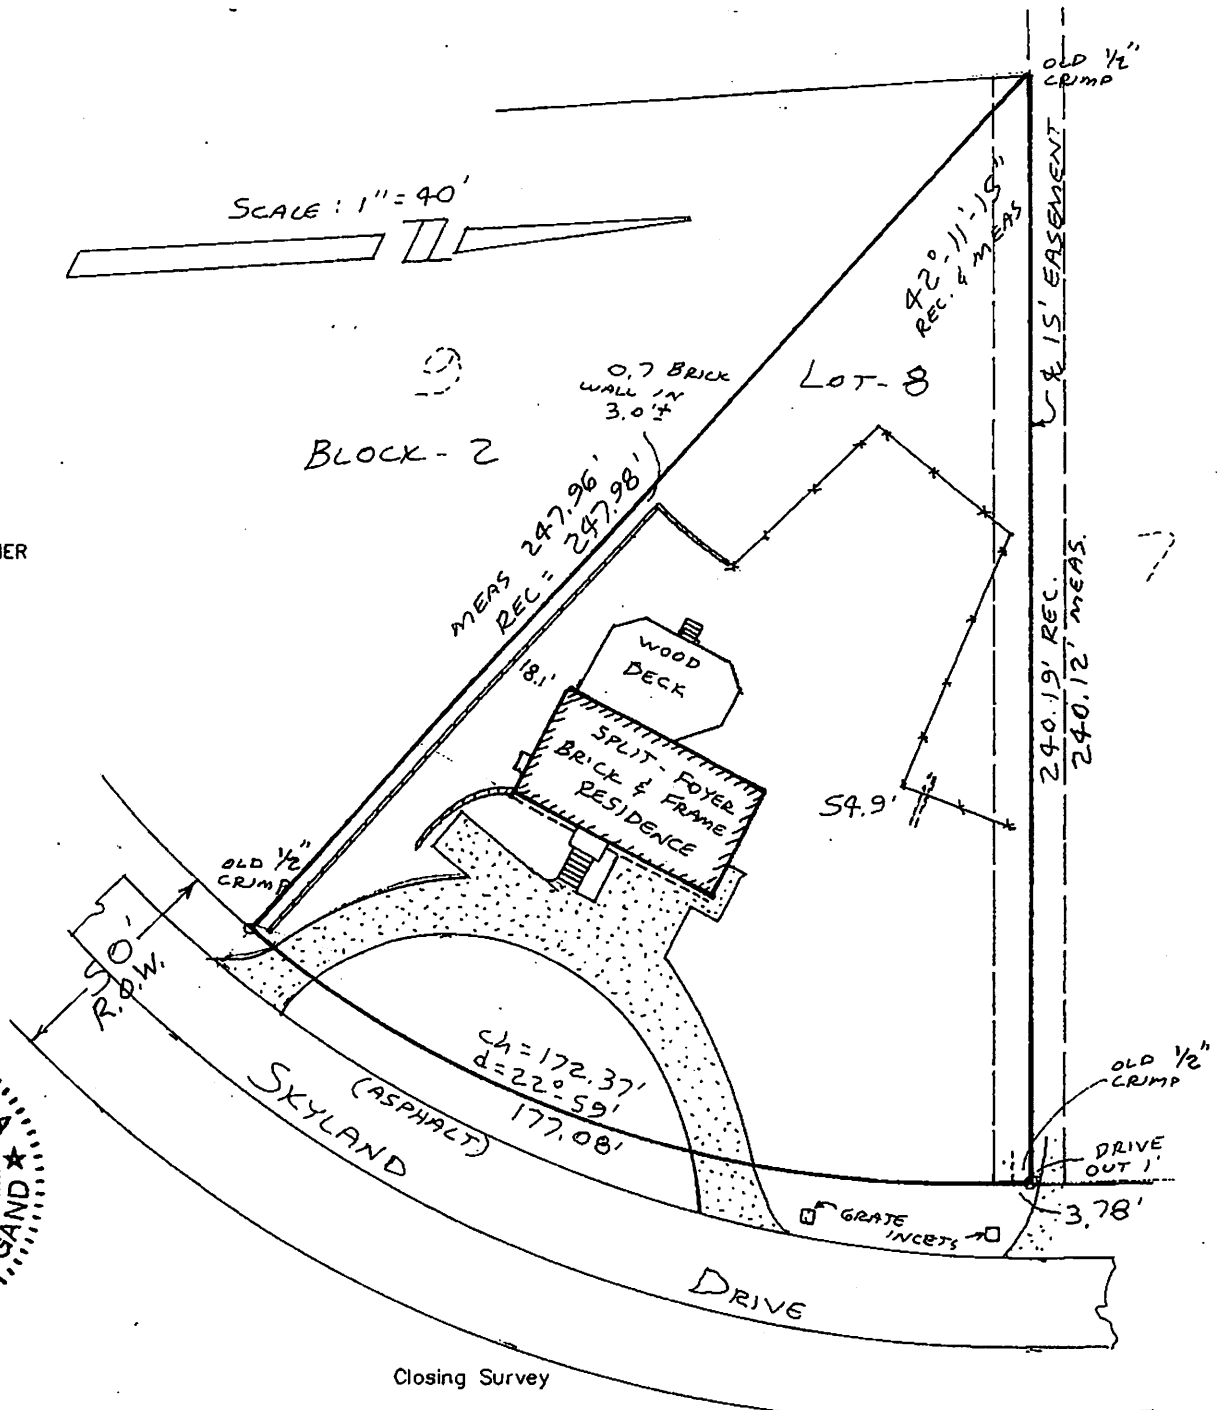 OLD 1/2"
CRIMP
SCALE : 1" = 40'
42°-11'-15"
REC. & MEAS
℄ 15' EASEMENT
9
0.7 BRICK
WALL IN
3.0'±
LOT - 8
BLOCK - 2
MEAS 247.96'
REC = 247.98'
IER
7
240.19' REC.
240.12' MEAS.
18.1'
WOOD
DECK
SPLIT - FOYER
BRICK & FRAME
RESIDENCE
54.9'
OLD 1/2"
CRIMP
50'
R.O.W.
ch = 172.37'
d = 22°-59'
177.08'
(ASPHALT)
SKYLAND
DRIVE
OLD 1/2"
CRIMP
DRIVE
OUT 1'
3.78'
GRATE
INCETS
GAND ★
Closing Survey